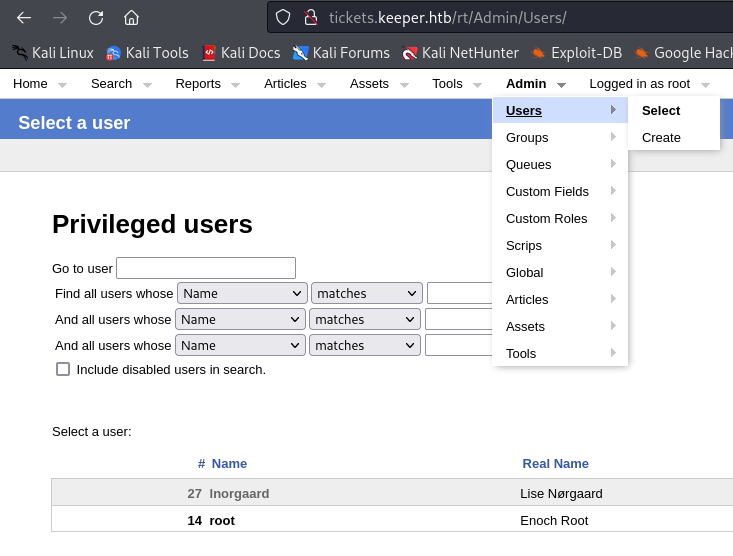 tickets.keeper.htb/rt/Admin/Users/
Kali Linux Kali Tools Kali Docs Kali Forums Kali NetHunter Exploit-DB Google Hack
Home Search Reports Articles Assets Tools Admin Logged in as root
Select a user
Users
Groups
Queues
Custom Fields
Custom Roles
Scrips
Global
Articles
Assets
Tools
Select
Create
Privileged users
Go to user
Find all users whose Name matches
And all users whose Name matches
And all users whose Name matches
Include disabled users in search.
Select a user:
# Name Real Name
27 lnorgaard Lise Nørgaard
14 root Enoch Root